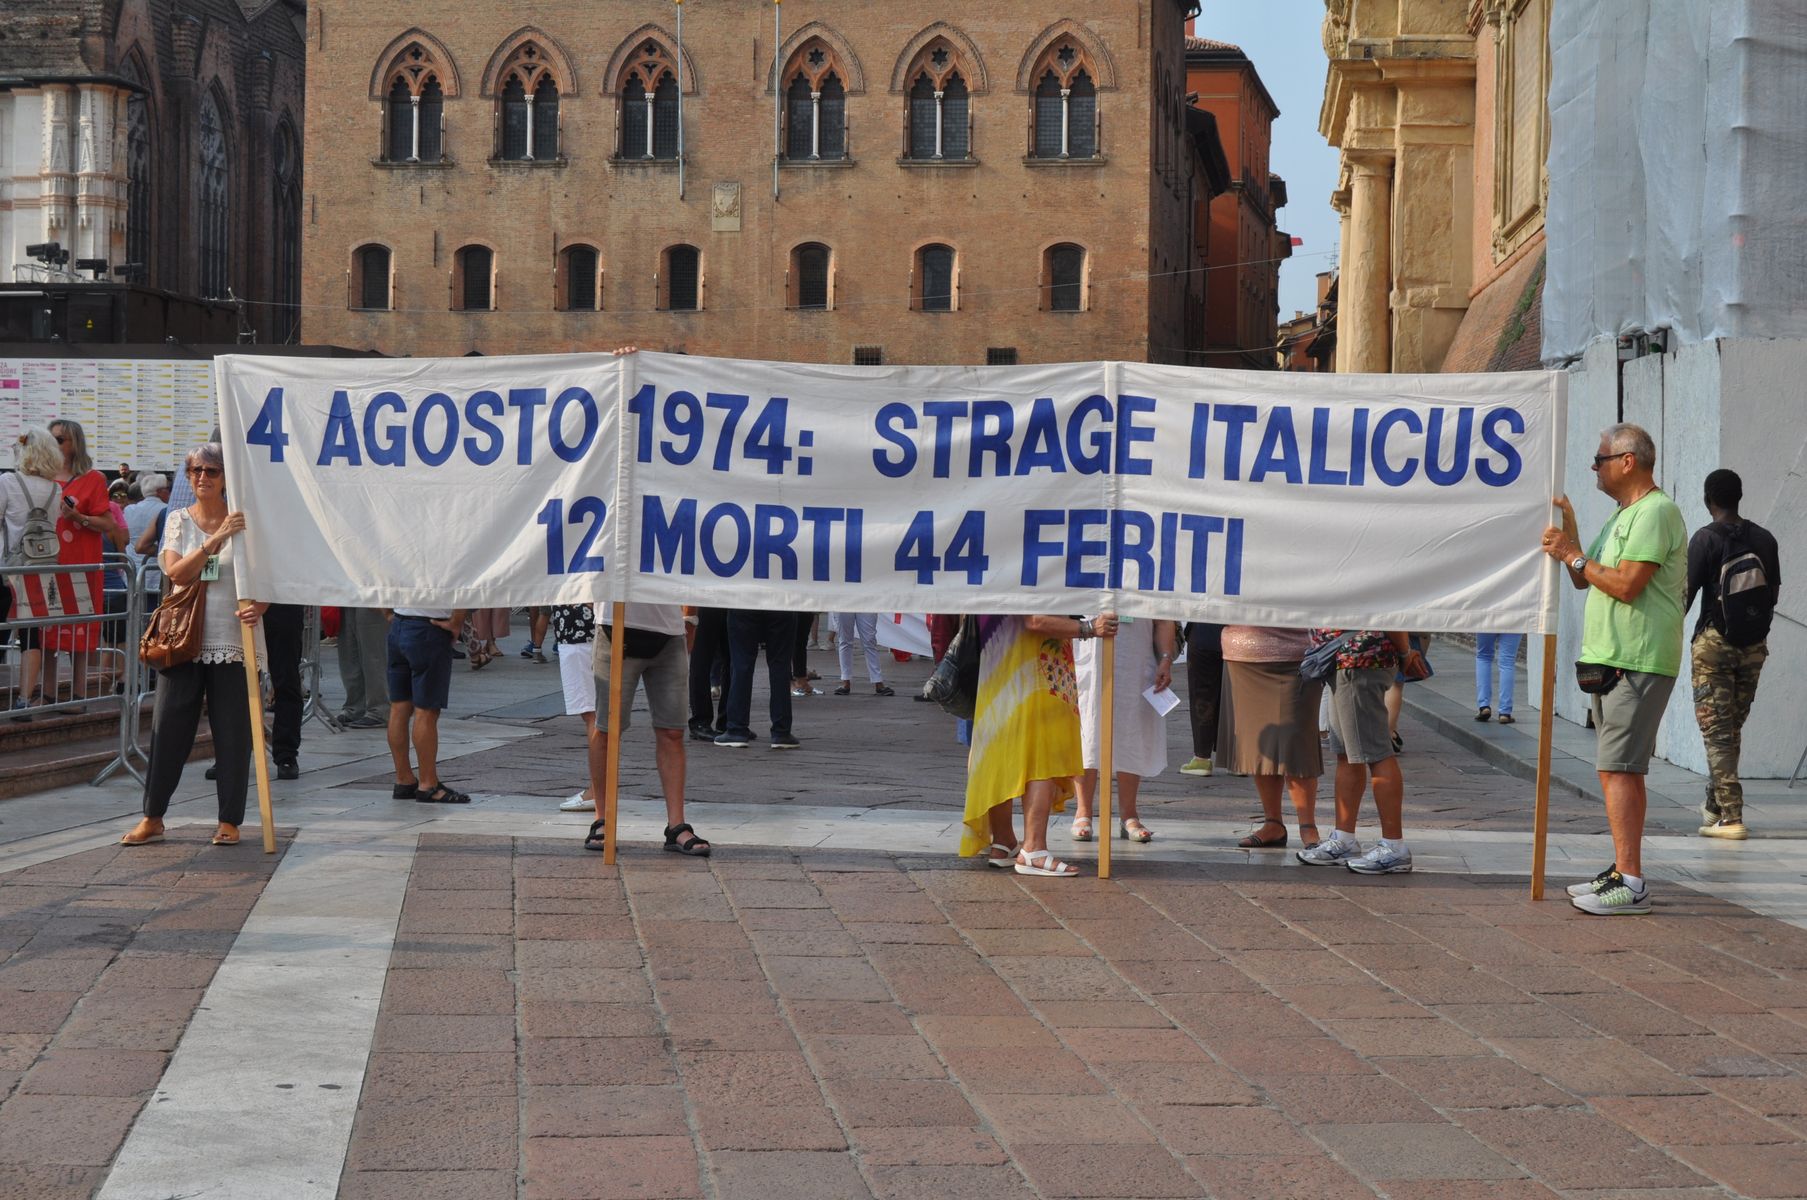 4 AGOSTO 1974: STRAGE ITALICUS
12 MORTI 44 FERITI